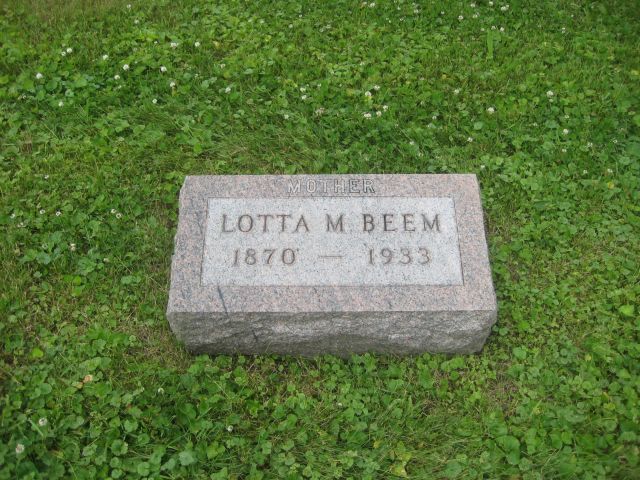 MOTHER
LOTTA M BEEM
1870 — 1933